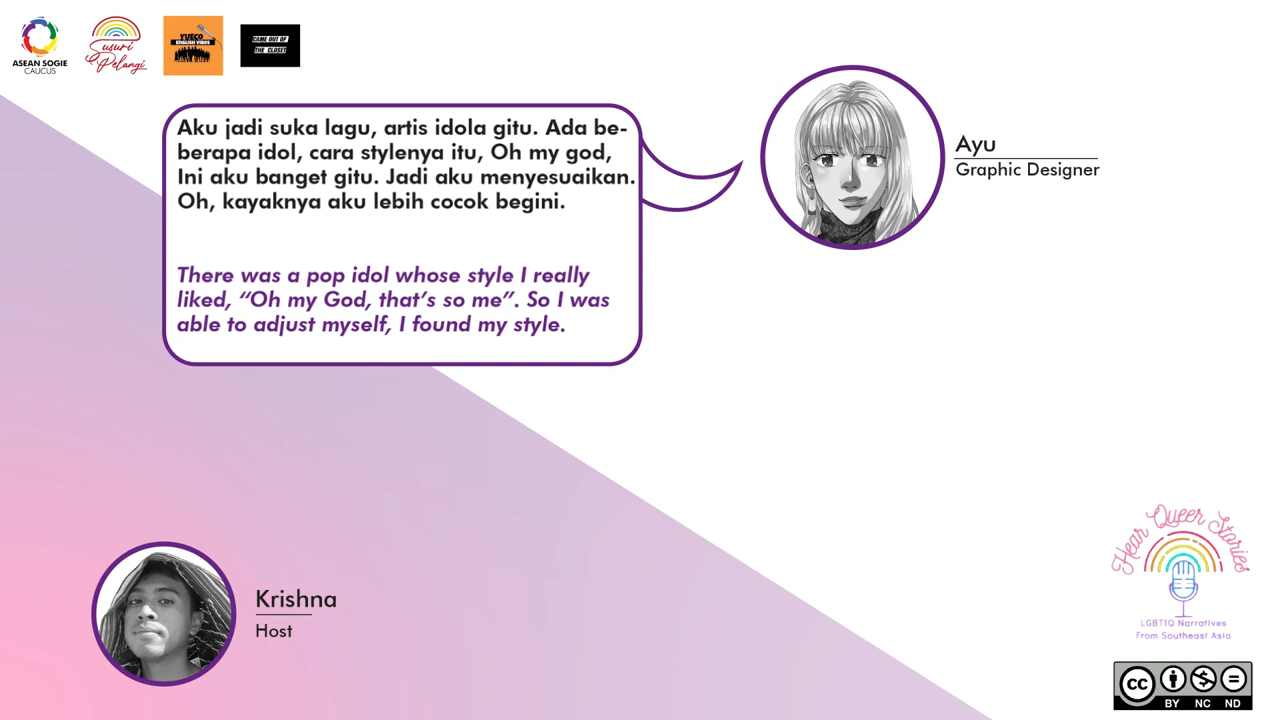 ASEAN SOGIE
CAUCUS
Susuri
Pelangi
YUECO
ENGLISH VIBES
CAME OUT OF
THE CLOSET
Aku jadi suka lagu, artis idola gitu. Ada be-
berapa idol, cara stylenya itu, Oh my god,
Ini aku banget gitu. Jadi aku menyesuaikan.
Oh, kayaknya aku lebih cocok begini.
There was a pop idol whose style I really
liked, “Oh my God, that’s so me”. So I was
able to adjust myself, I found my style.
Ayu
Graphic Designer
Krishna
Host
Hear Queer Stories
LGBTIQ Narratives
From Southeast Asia
cc
BY NC ND